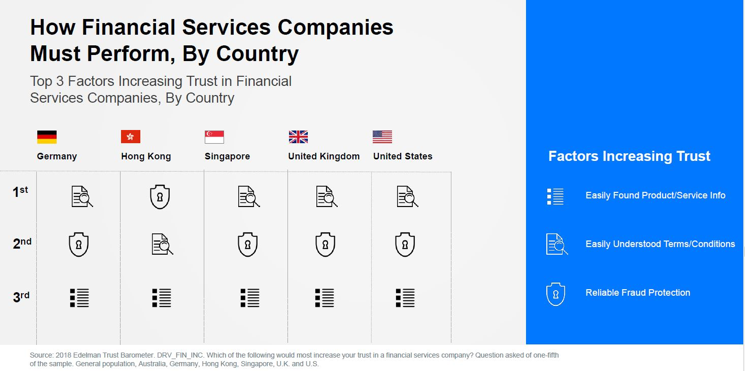 How Financial Services Companies
Must Perform, By Country
Top 3 Factors Increasing Trust in Financial
Services Companies, By Country
Germany
Hong Kong
Singapore
United Kingdom
United States
1st
2nd
3rd
Factors Increasing Trust
Easily Found Product/Service Info
Easily Understood Terms/Conditions
Reliable Fraud Protection
Source: 2018 Edelman Trust Barometer. DRV_FIN_INC. Which of the following would most increase your trust in a financial services company? Question asked of one-fifth
of the sample. General population, Australia, Germany, Hong Kong, Singapore, U.K. and U.S.